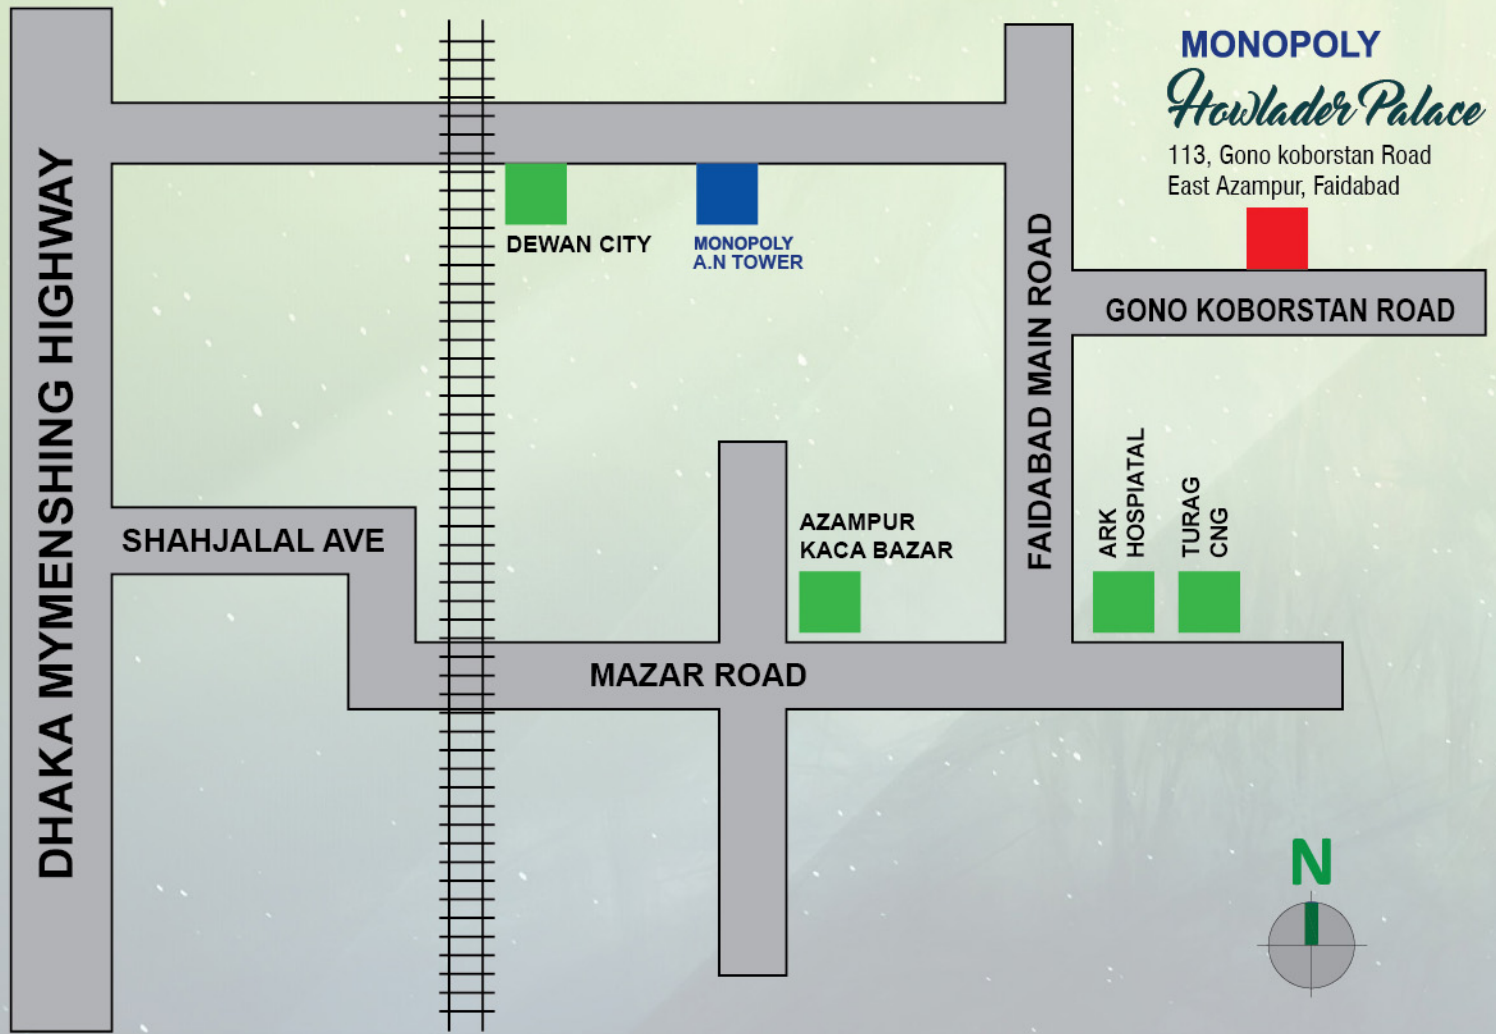 MONOPOLY
Howlader Palace
113, Gono koborstan Road
East Azampur, Faidabad
DEWAN CITY
MONOPOLY
A.N TOWER
GONO KOBORSTAN ROAD
FAIDABAD MAIN ROAD
DHAKA MYMENSHING HIGHWAY
SHAHJALAL AVE
AZAMPUR
KACA BAZAR
ARK
HOSPIATAL
TURAG
CNG
MAZAR ROAD
N